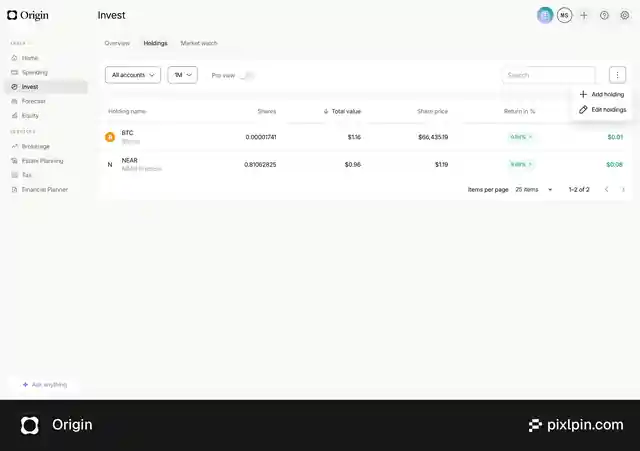 Origin
Invest
MS
Overview
Holdings
Market watch
Home
Spending
Invest
Forecast
Equity
Brokerage
Estate Planning
Tax
Financial Planner
All accounts
1M
Pro view
Search
Add holding
Edit holdings
Holding name
Shares
Total value
Share price
Return in %
BTC
Bitcoin
0.00001741
$1.16
$66,435.19
$0.01
N
NEAR
0.81062825
$0.96
$1.19
$0.08
Items per page
25 items
1–2 of 2
Ask anything
Origin
pixlpin.com